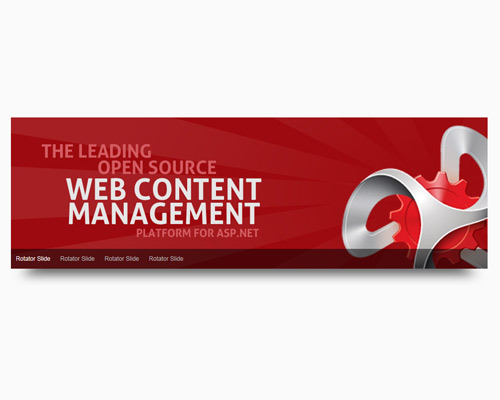 THE LEADING
OPEN SOURCE
WEB CONTENT
MANAGEMENT
PLATFORM FOR ASP.NET
Rotator Slide Rotator Slide Rotator Slide Rotator Slide